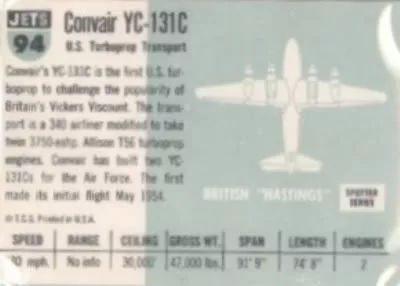 JETS
94
Convair YC-131C
U.S. Turboprop Transport
Convair's YC-131C is the first U.S. tur-
boprop to challenge the popularity of
Britain's Vickers Viscount. The trans-
port is a 340 airliner modified to take
twin 3750-eshp. Allison T56 turboprop
engines. Convair has built two YC-
131Cs for the Air Force. The first
made its initial flight May 1954.
© T.C.G. Printed in U.S.A.
BRITISH "HASTINGS"
SPOTTER
SERIES
SPEED RANGE CEILING GROSS WT. SPAN LENGTH ENGINES
mph. No info 30,000' 47,000 lbs. 91' 9" 74' 8" 2